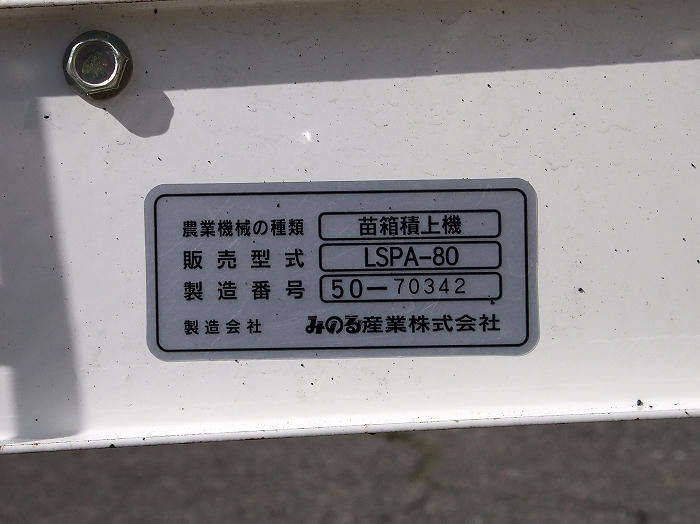 農業機械の種類 苗箱積上機
販売型式 LSPA-80
製造番号 50-70342
製造会社 みのる産業株式会社